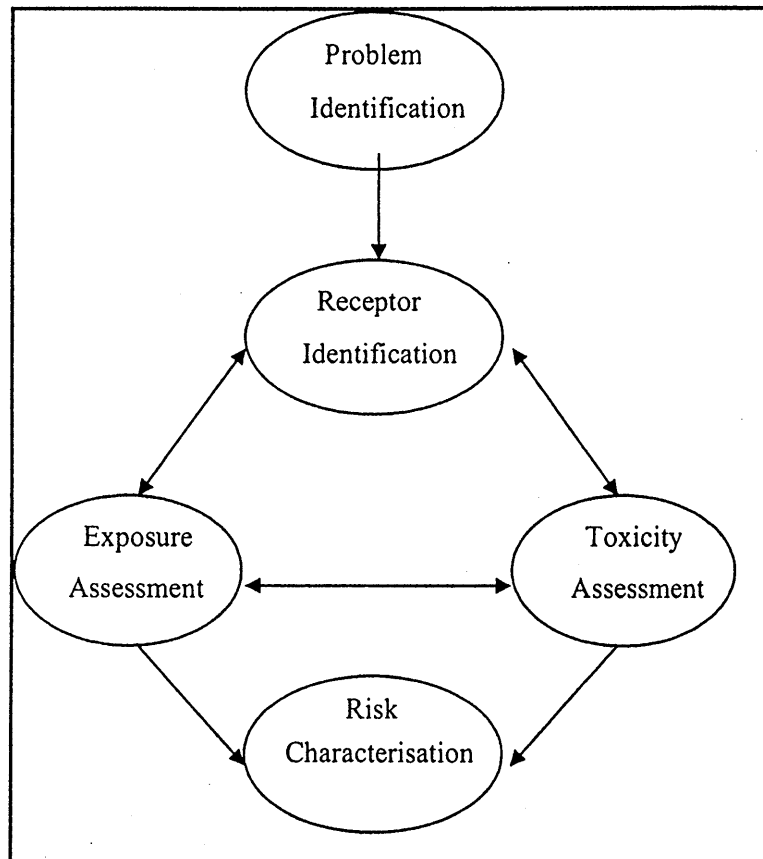 Problem
Identification
Receptor
Identification
Exposure
Assessment
Toxicity
Assessment
Risk
Characterisation